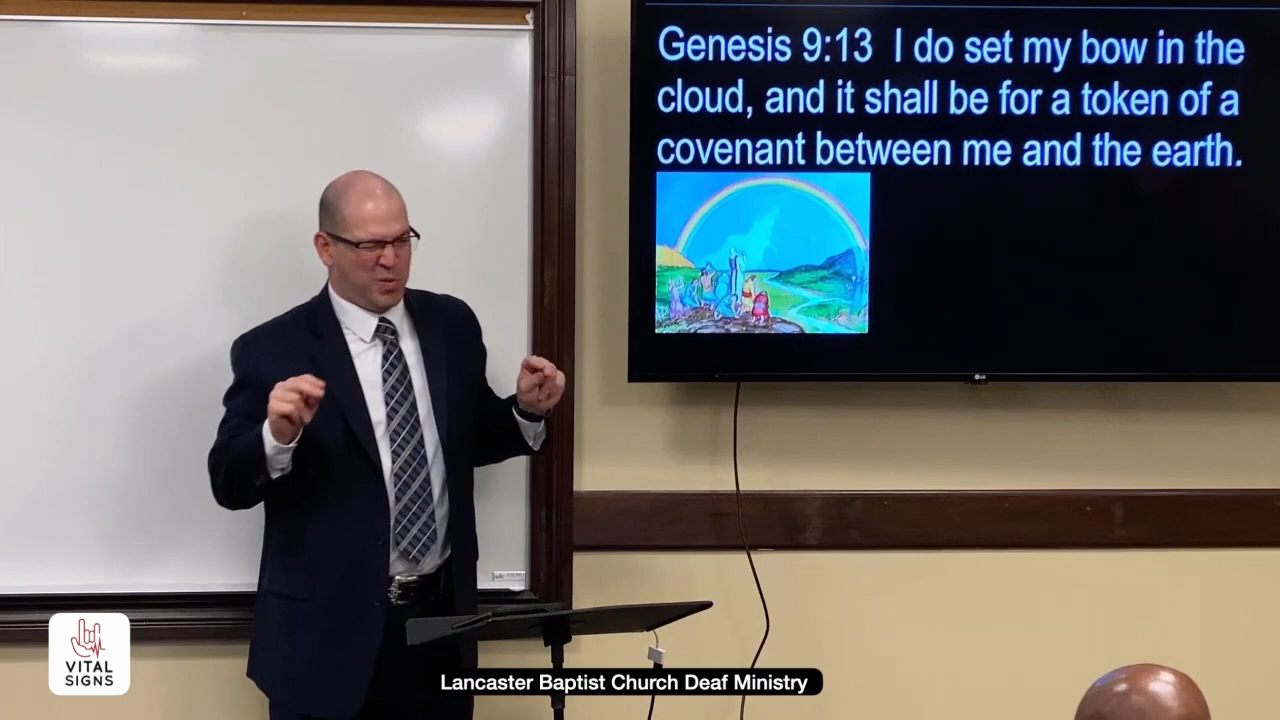 Genesis 9:13 I do set my bow in the
cloud, and it shall be for a token of a
covenant between me and the earth.
LG
VITAL
SIGNS
Lancaster Baptist Church Deaf Ministry